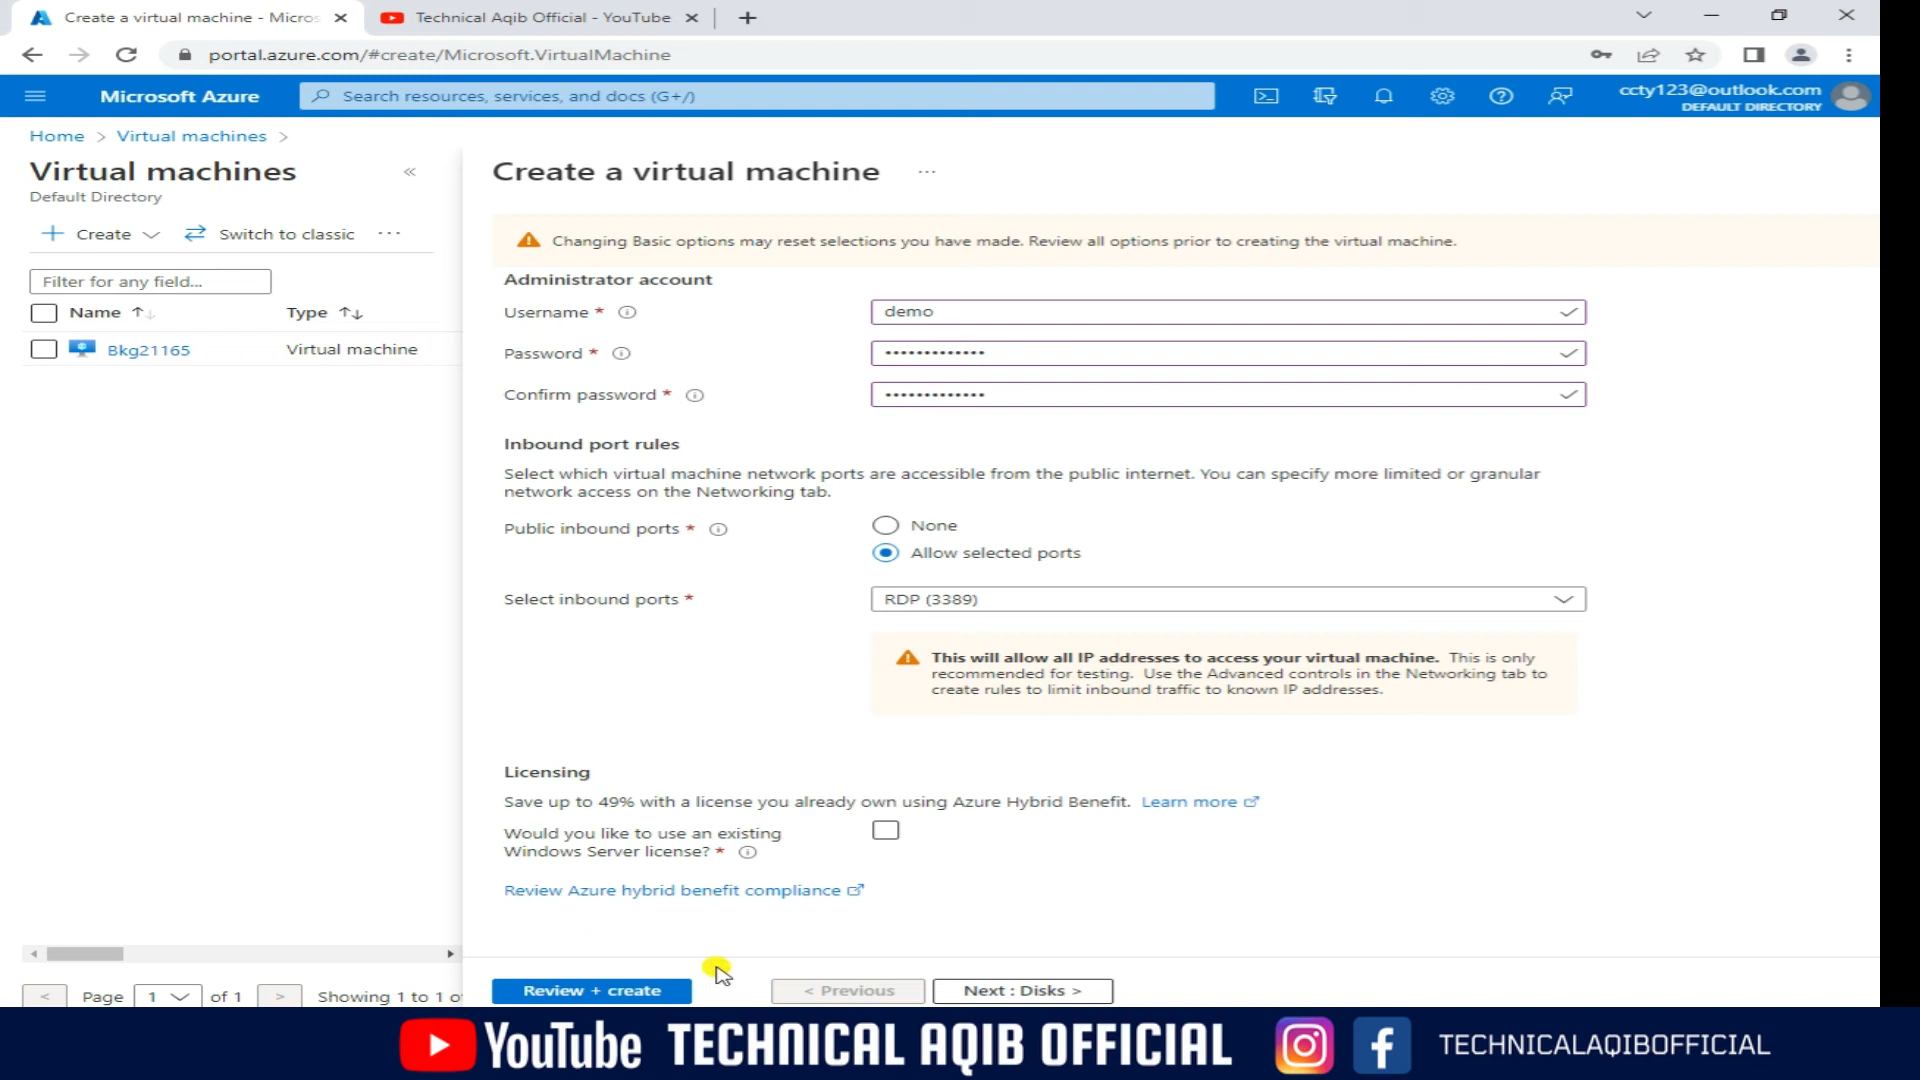 Create a virtual machine - Micros
Technical Aqib Official - YouTube
portal.azure.com/#create/Microsoft.VirtualMachine
Microsoft Azure
Search resources, services, and docs (G+/)
ccty123@outlook.com
DEFAULT DIRECTORY
Home > Virtual machines >
Virtual machines
Default Directory
Create
Switch to classic
Filter for any field...
Name
Type
Bkg21165
Virtual machine
< Page 1 of 1 > Showing 1 to 1 o
Create a virtual machine
Changing Basic options may reset selections you have made. Review all options prior to creating the virtual machine.
Administrator account
Username *
demo
Password *
•••••••••••••
Confirm password *
•••••••••••••
Inbound port rules
Select which virtual machine network ports are accessible from the public internet. You can specify more limited or granular
network access on the Networking tab.
Public inbound ports *
None
Allow selected ports
Select inbound ports *
RDP (3389)
This will allow all IP addresses to access your virtual machine. This is only
recommended for testing. Use the Advanced controls in the Networking tab to
create rules to limit inbound traffic to known IP addresses.
Licensing
Save up to 49% with a license you already own using Azure Hybrid Benefit. Learn more
Would you like to use an existing
Windows Server license? *
Review Azure hybrid benefit compliance
Review + create
< Previous
Next : Disks >
YouTube TECHNICAL AQIB OFFICIAL
TECHNICALAQIBOFFICIAL